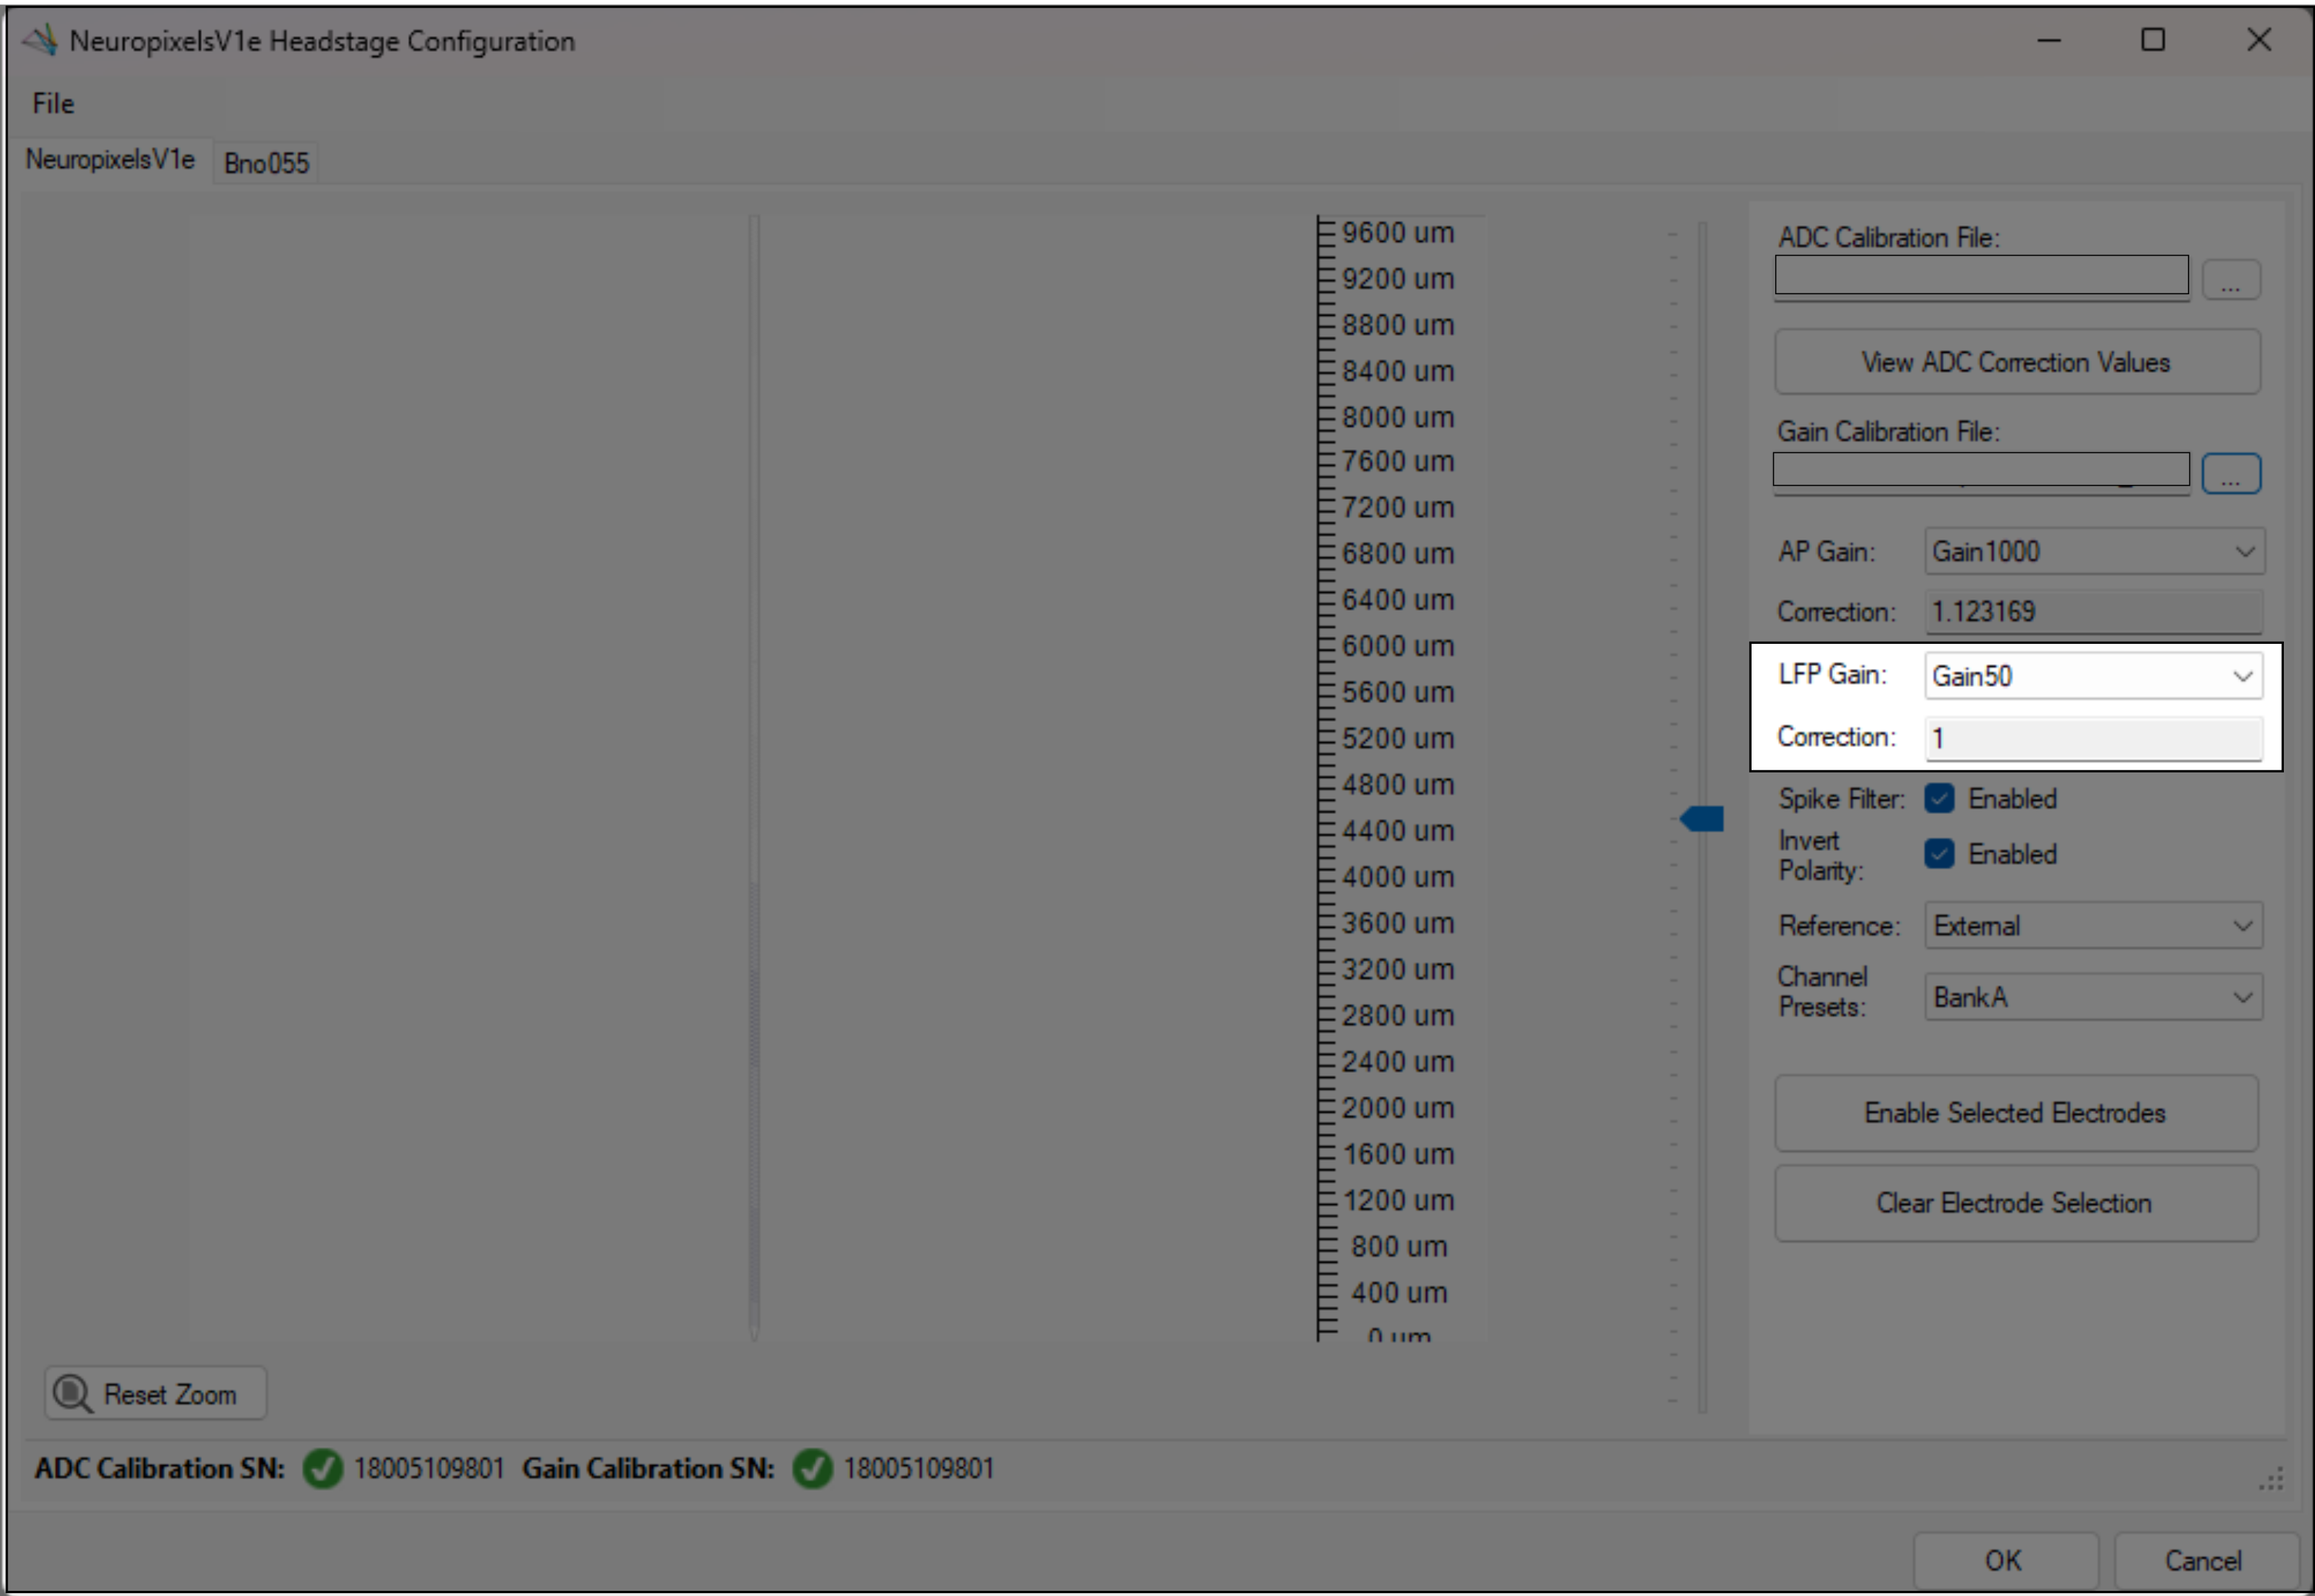 NeuropixelsV1e Headstage Configuration
File
NeuropixelsV1e Bno055
9600 um
9200 um
8800 um
8400 um
8000 um
7600 um
7200 um
6800 um
6400 um
6000 um
5600 um
5200 um
4800 um
4400 um
4000 um
3600 um
3200 um
2800 um
2400 um
2000 um
1600 um
1200 um
800 um
400 um
0 um
ADC Calibration File:
...
View ADC Correction Values
Gain Calibration File:
...
AP Gain: Gain1000
Correction: 1.123169
LFP Gain: Gain50
Correction: 1
Spike Filter: Enabled
Invert
Polarity: Enabled
Reference: External
Channel
Presets: BankA
Enable Selected Electrodes
Clear Electrode Selection
Reset Zoom
ADC Calibration SN: 18005109801 Gain Calibration SN: 18005109801
OK Cancel